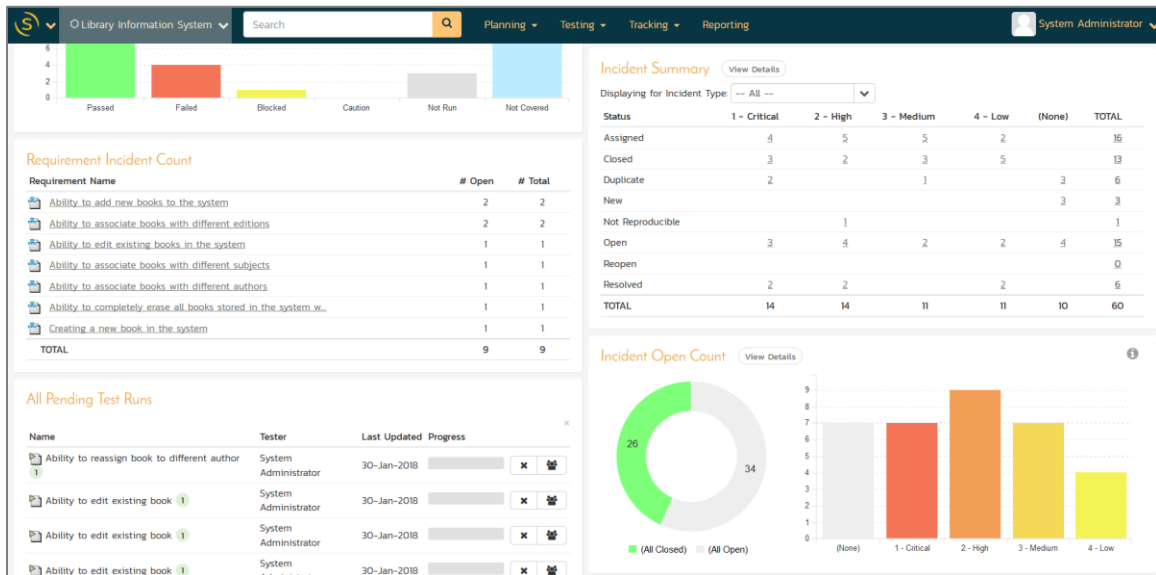 S Library Information System Search Planning Testing Tracking Reporting System Administrator
6
4
2
0
Passed Failed Blocked Caution Not Run Not Covered
Requirement Incident Count
Requirement Name # Open # Total
Ability to add new books to the system 2 2
Ability to associate books with different editions 2 2
Ability to edit existing books in the system 1 1
Ability to associate books with different subjects 1 1
Ability to associate books with different authors 1 1
Ability to completely erase all books stored in the system w... 1 1
Creating a new book in the system 1 1
TOTAL 9 9
All Pending Test Runs
×
Name Tester Last Updated Progress
Ability to reassign book to different author 1 System Administrator 30-Jan-2018
Ability to edit existing book 1 System Administrator 30-Jan-2018
Ability to edit existing book 1 System Administrator 30-Jan-2018
Ability to edit existing book 1 System 30-Jan-2018
Incident Summary View Details
Displaying for Incident Type: -- All --
Status 1 - Critical 2 - High 3 - Medium 4 - Low (None) TOTAL
Assigned 4 5 5 2 16
Closed 3 2 3 5 13
Duplicate 2 1 3 6
New 3 3
Not Reproducible 1 1
Open 3 4 2 2 4 15
Reopen 0
Resolved 2 2 2 6
TOTAL 14 14 11 11 10 60
Incident Open Count View Details
26
34
(All Closed) (All Open)
9
8
7
6
5
4
3
2
1
0
(None) 1 - Critical 2 - High 3 - Medium 4 - Low